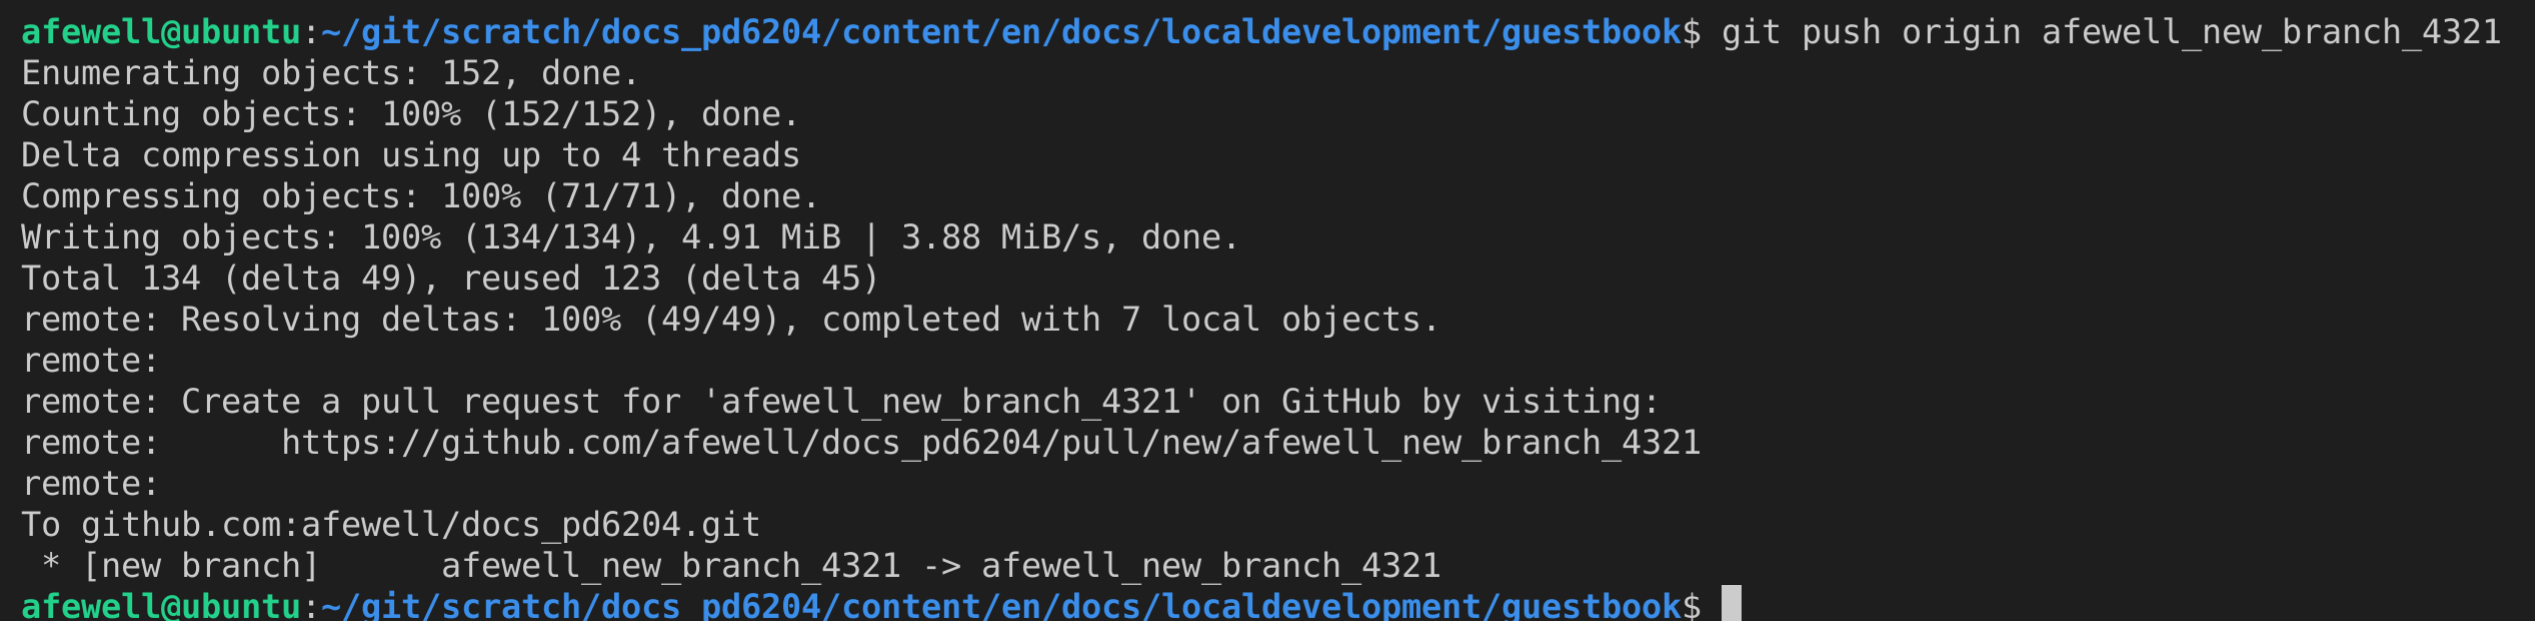 afewell@ubuntu:~/git/scratch/docs_pd6204/content/en/docs/localdevelopment/guestbook$ git push origin afewell_new_branch_4321
Enumerating objects: 152, done.
Counting objects: 100% (152/152), done.
Delta compression using up to 4 threads
Compressing objects: 100% (71/71), done.
Writing objects: 100% (134/134), 4.91 MiB | 3.88 MiB/s, done.
Total 134 (delta 49), reused 123 (delta 45)
remote: Resolving deltas: 100% (49/49), completed with 7 local objects.
remote:
remote: Create a pull request for 'afewell_new_branch_4321' on GitHub by visiting:
remote:      https://github.com/afewell/docs_pd6204/pull/new/afewell_new_branch_4321
remote:
To github.com:afewell/docs_pd6204.git
 * [new branch]      afewell_new_branch_4321 -> afewell_new_branch_4321
afewell@ubuntu:~/git/scratch/docs_pd6204/content/en/docs/localdevelopment/guestbook$